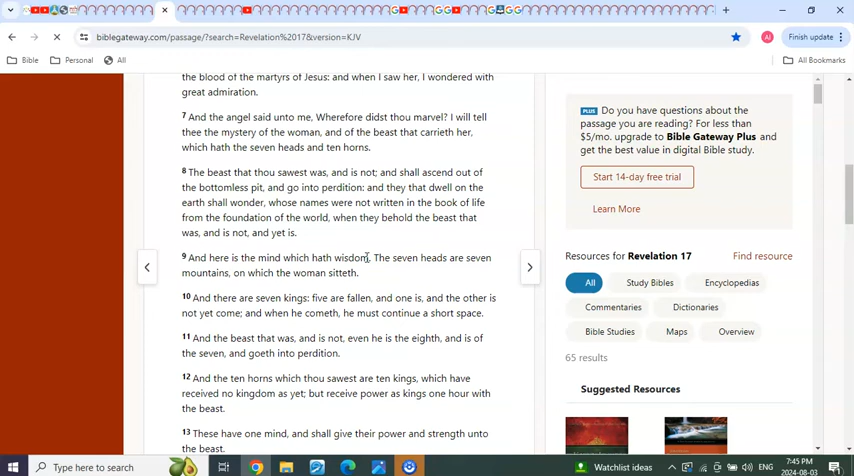 biblegateway.com/passage/?search=Revelation%2017&version=KJV
AI
Finish update
Bible
Personal
All
All Bookmarks
the blood of the martyrs of Jesus: and when I saw her, I wondered with
great admiration.
7 And the angel said unto me, Wherefore didst thou marvel? I will tell
thee the mystery of the woman, and of the beast that carrieth her,
which hath the seven heads and ten horns.
8 The beast that thou sawest was, and is not; and shall ascend out of
the bottomless pit, and go into perdition: and they that dwell on the
earth shall wonder, whose names were not written in the book of life
from the foundation of the world, when they behold the beast that
was, and is not, and yet is.
9 And here is the mind which hath wisdom. The seven heads are seven
mountains, on which the woman sitteth.
10 And there are seven kings: five are fallen, and one is, and the other is
not yet come; and when he cometh, he must continue a short space.
11 And the beast that was, and is not, even he is the eighth, and is of
the seven, and goeth into perdition.
12 And the ten horns which thou sawest are ten kings, which have
received no kingdom as yet; but receive power as kings one hour with
the beast.
13 These have one mind, and shall give their power and strength unto
the beast.
PLUS Do you have questions about the
passage you are reading? For less than
$5/mo. upgrade to Bible Gateway Plus and
get the best value in digital Bible study.
Start 14-day free trial
Learn More
Resources for Revelation 17
Find resource
All
Study Bibles
Encyclopedias
Commentaries
Dictionaries
Bible Studies
Maps
Overview
65 results
Suggested Resources
Type here to search
Watchlist ideas
ENG
7:45 PM
2024-08-03